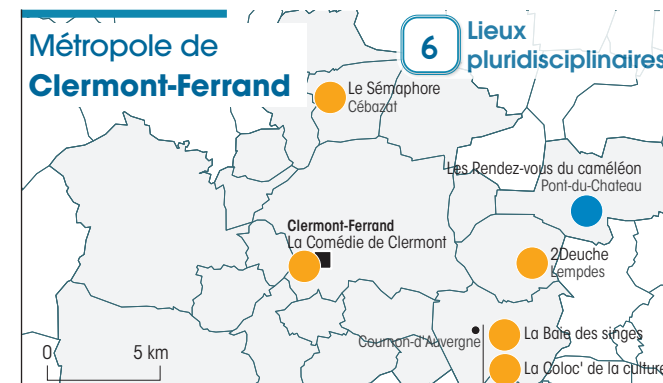 Métropole de
Clermont-Ferrand
6
Lieux
pluridisciplinaires
Le Sémaphore
Cébazat
Les Rendez-vous du caméléon
Pont-du-Chateau
Clermont-Ferrand
La Comédie de Clermont
2Deuche
Lempdes
Cournon-d'Auvergne
La Baie des singes
La Coloc' de la culture
0 5 km